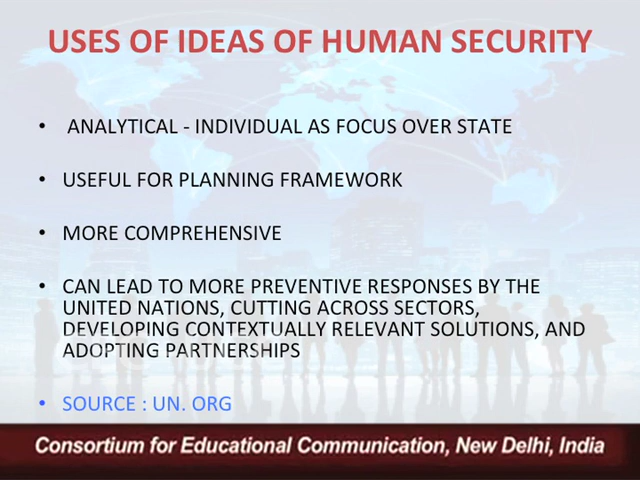 USES OF IDEAS OF HUMAN SECURITY
• ANALYTICAL - INDIVIDUAL AS FOCUS OVER STATE
• USEFUL FOR PLANNING FRAMEWORK
• MORE COMPREHENSIVE
• CAN LEAD TO MORE PREVENTIVE RESPONSES BY THE
UNITED NATIONS, CUTTING ACROSS SECTORS,
DEVELOPING CONTEXTUALLY RELEVANT SOLUTIONS, AND
ADOPTING PARTNERSHIPS
• SOURCE : UN. ORG
Consortium for Educational Communication, New Delhi, India